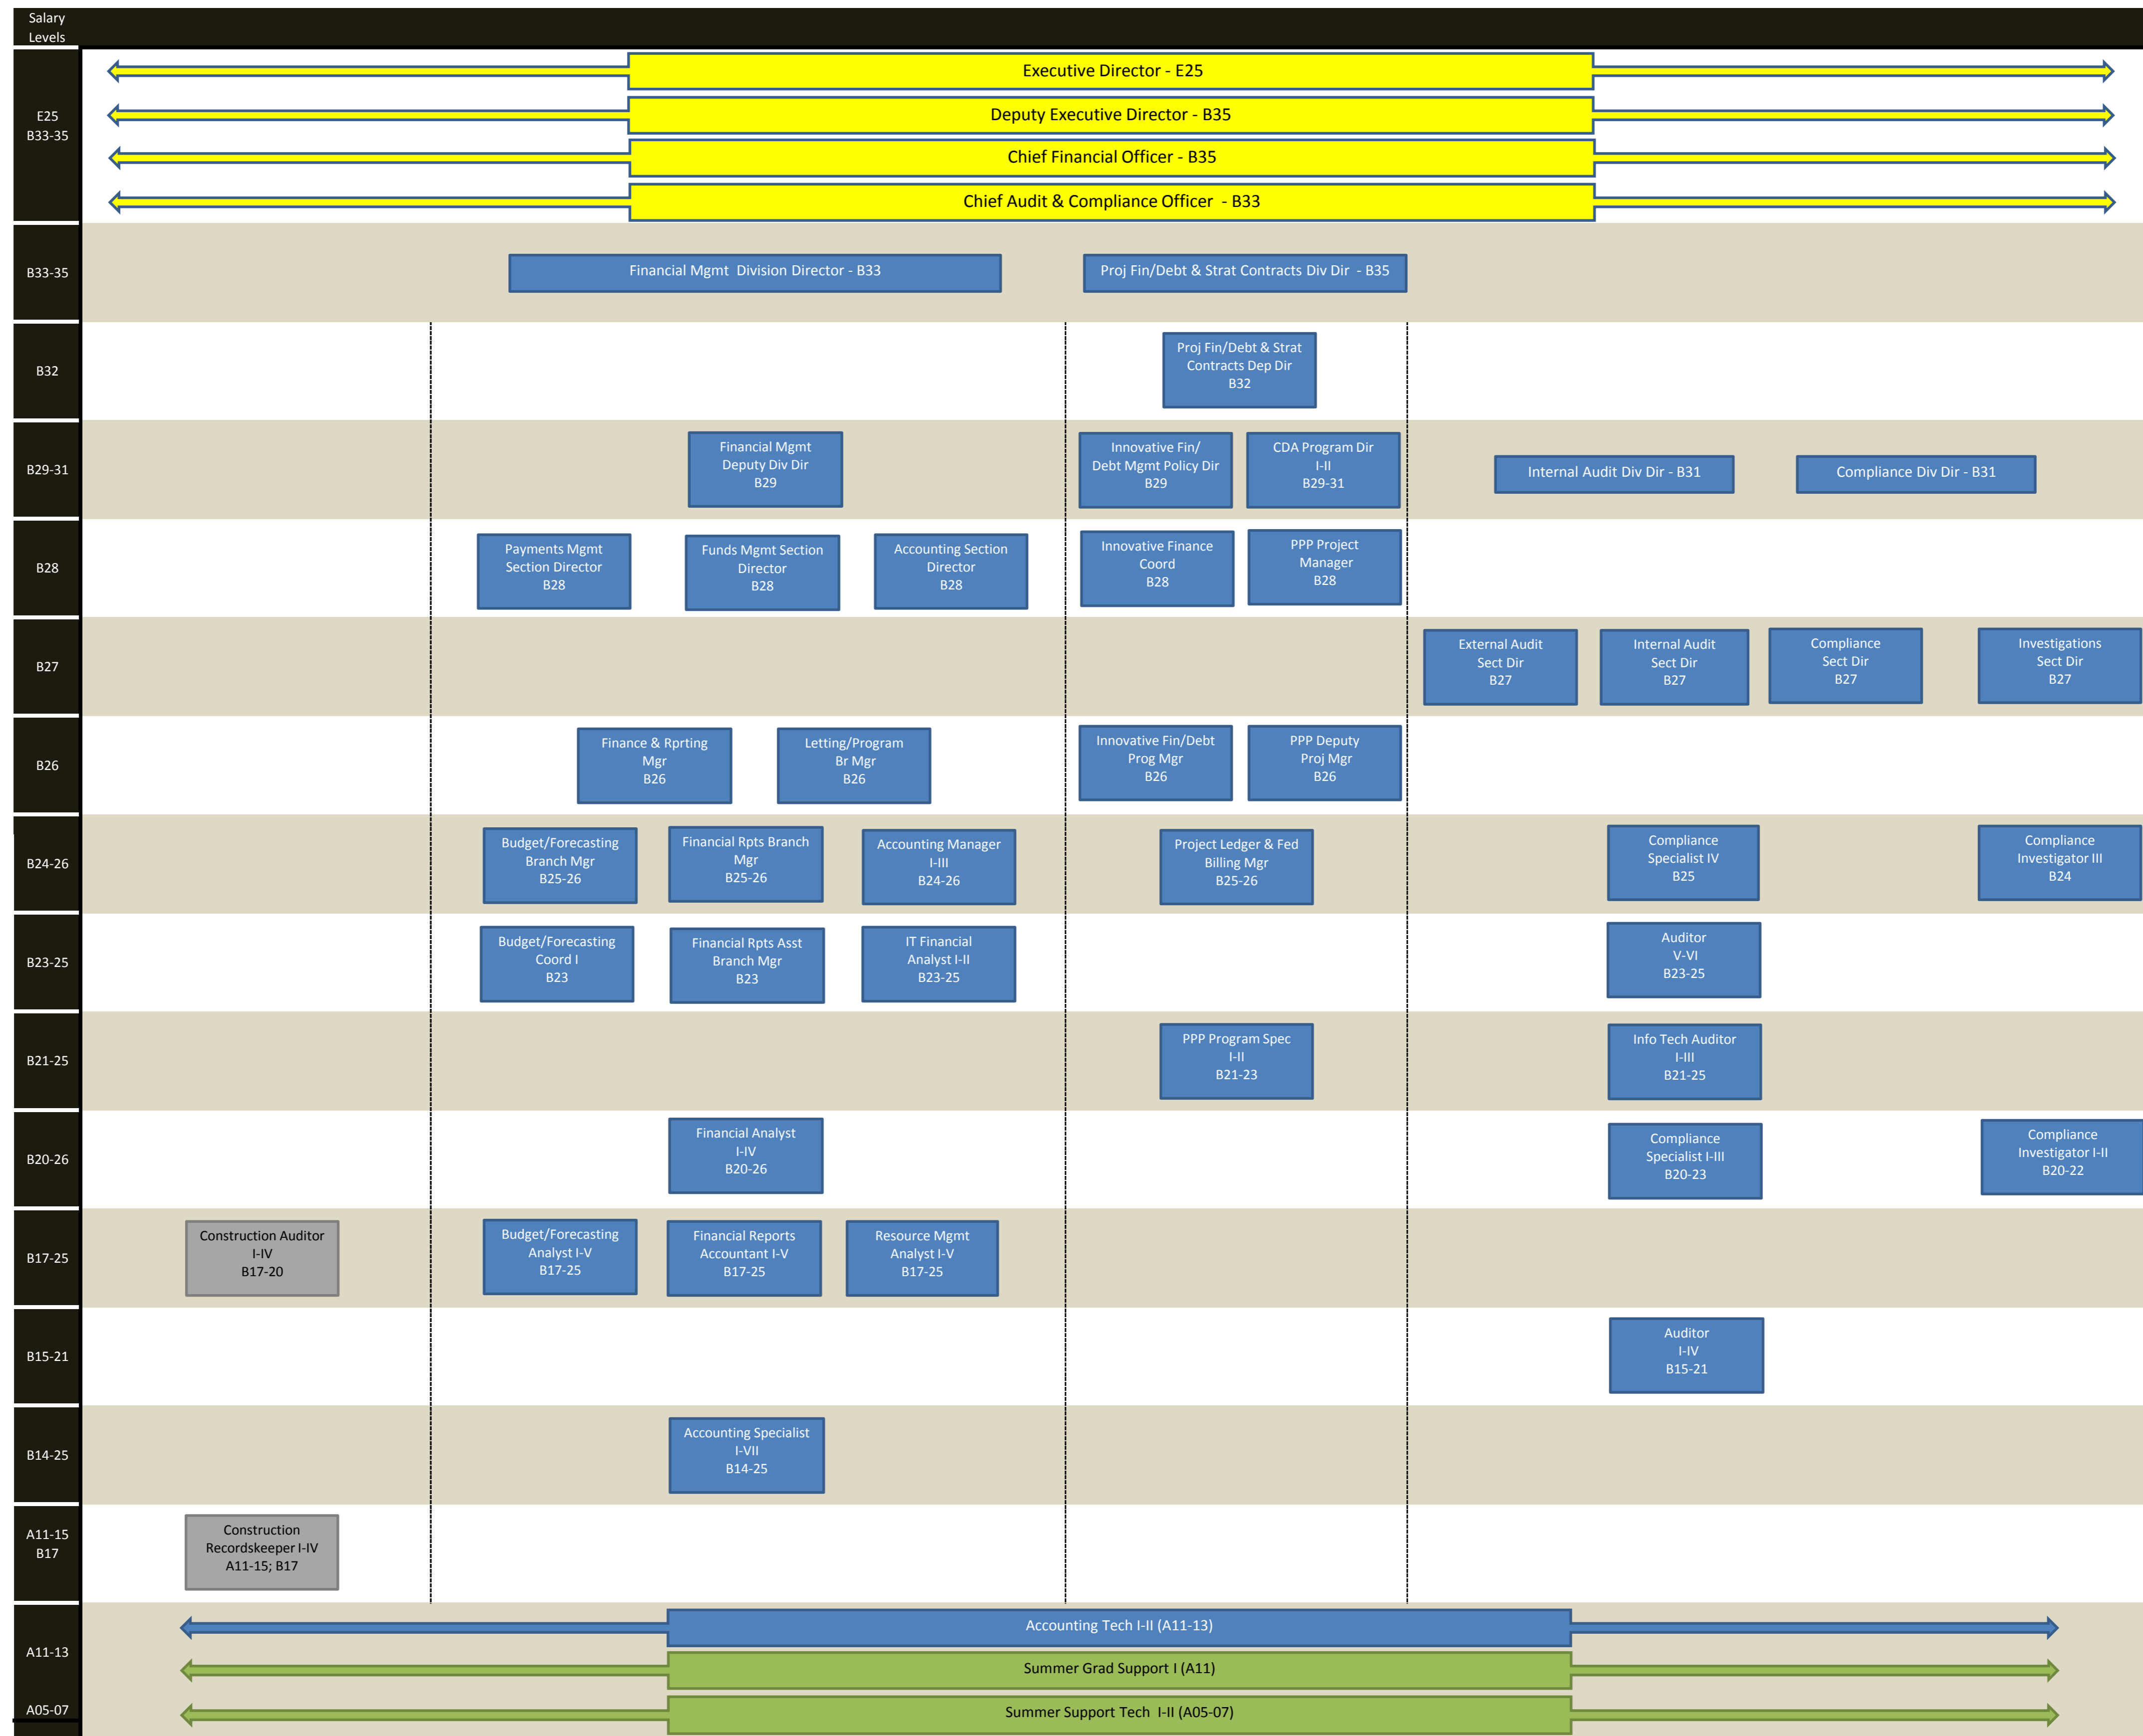 Salary
Levels
E25
B33-35
Executive Director - E25
Deputy Executive Director - B35
Chief Financial Officer - B35
Chief Audit & Compliance Officer - B33
B33-35
Financial Mgmt Division Director - B33
Proj Fin/Debt & Strat Contracts Div Dir - B35
B32
Proj Fin/Debt & Strat
Contracts Dep Dir
B32
B29-31
Financial Mgmt
Deputy Div Dir
B29
Innovative Fin/
Debt Mgmt Policy Dir
B29
CDA Program Dir
I-II
B29-31
Internal Audit Div Dir - B31
Compliance Div Dir - B31
B28
Payments Mgmt
Section Director
B28
Funds Mgmt Section
Director
B28
Accounting Section
Director
B28
Innovative Finance
Coord
B28
PPP Project
Manager
B28
B27
External Audit
Sect Dir
B27
Internal Audit
Sect Dir
B27
Compliance
Sect Dir
B27
Investigations
Sect Dir
B27
B26
Finance & Rprting
Mgr
B26
Letting/Program
Br Mgr
B26
Innovative Fin/Debt
Prog Mgr
B26
PPP Deputy
Proj Mgr
B26
B24-26
Budget/Forecasting
Branch Mgr
B25-26
Financial Rpts Branch
Mgr
B25-26
Accounting Manager
I-III
B24-26
Project Ledger & Fed
Billing Mgr
B25-26
Compliance
Specialist IV
B25
Compliance
Investigator III
B24
B23-25
Budget/Forecasting
Coord I
B23
Financial Rpts Asst
Branch Mgr
B23
IT Financial
Analyst I-II
B23-25
Auditor
V-VI
B23-25
B21-25
PPP Program Spec
I-II
B21-23
Info Tech Auditor
I-III
B21-25
B20-26
Financial Analyst
I-IV
B20-26
Compliance
Specialist I-III
B20-23
Compliance
Investigator I-II
B20-22
B17-25
Construction Auditor
I-IV
B17-20
Budget/Forecasting
Analyst I-V
B17-25
Financial Reports
Accountant I-V
B17-25
Resource Mgmt
Analyst I-V
B17-25
B15-21
Auditor
I-IV
B15-21
B14-25
Accounting Specialist
I-VII
B14-25
A11-15
B17
Construction
Recordskeeper I-IV
A11-15; B17
A11-13
Accounting Tech I-II (A11-13)
Summer Grad Support I (A11)
A05-07
Summer Support Tech I-II (A05-07)